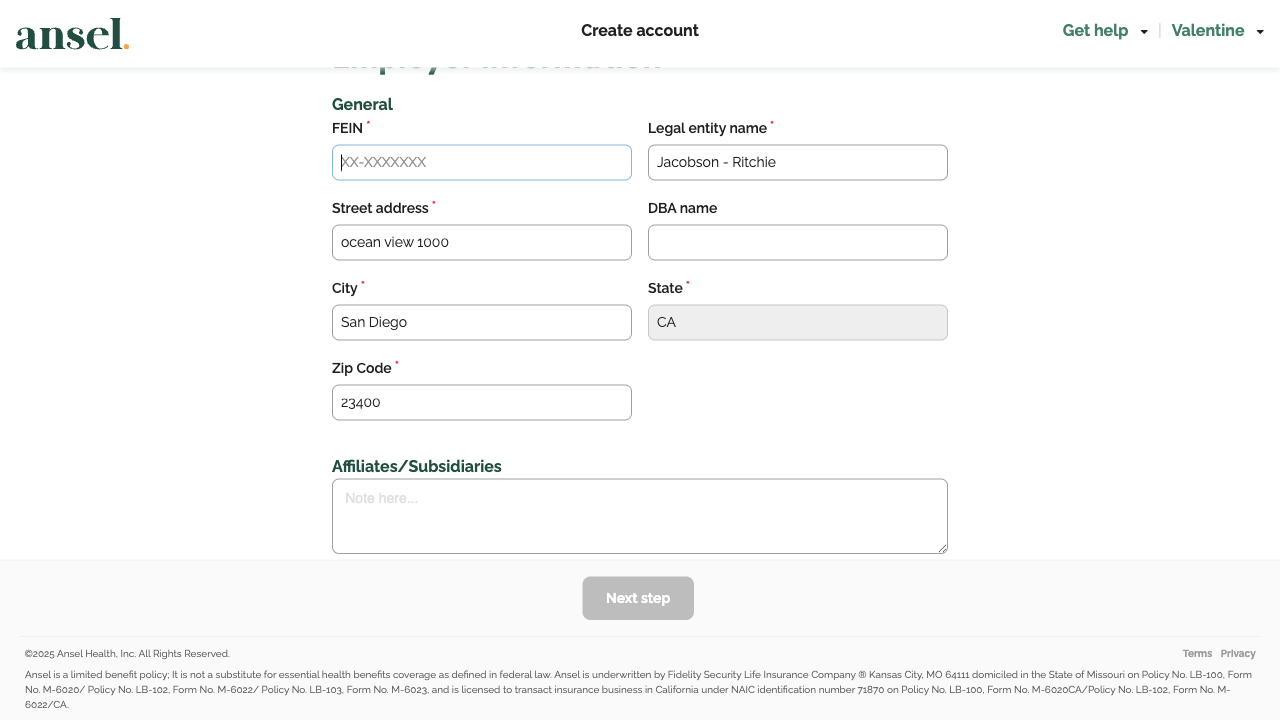 ansel.
Create account
Get help
Valentine
Employer information
General
FEIN *
Legal entity name *
XX-XXXXXXX
Jacobson - Ritchie
Street address *
DBA name
ocean view 1000
City *
State *
San Diego
CA
Zip Code *
23400
Affiliates/Subsidiaries
Note here...
Next step
©2025 Ansel Health, Inc. All Rights Reserved.
Terms Privacy
Ansel is a limited benefit policy; It is not a substitute for essential health benefits coverage as defined in federal law. Ansel is underwritten by Fidelity Security Life Insurance Company ® Kansas City, MO 64111 domiciled in the State of Missouri on Policy No. LB-100, Form
No. M-6020/ Policy No. LB-102, Form No. M-6022/ Policy No. LB-103, Form No. M-6023, and is licensed to transact insurance business in California under NAIC identification number 71870 on Policy No. LB-100, Form No. M-6020CA/Policy No. LB-102, Form No. M-
6022/CA.